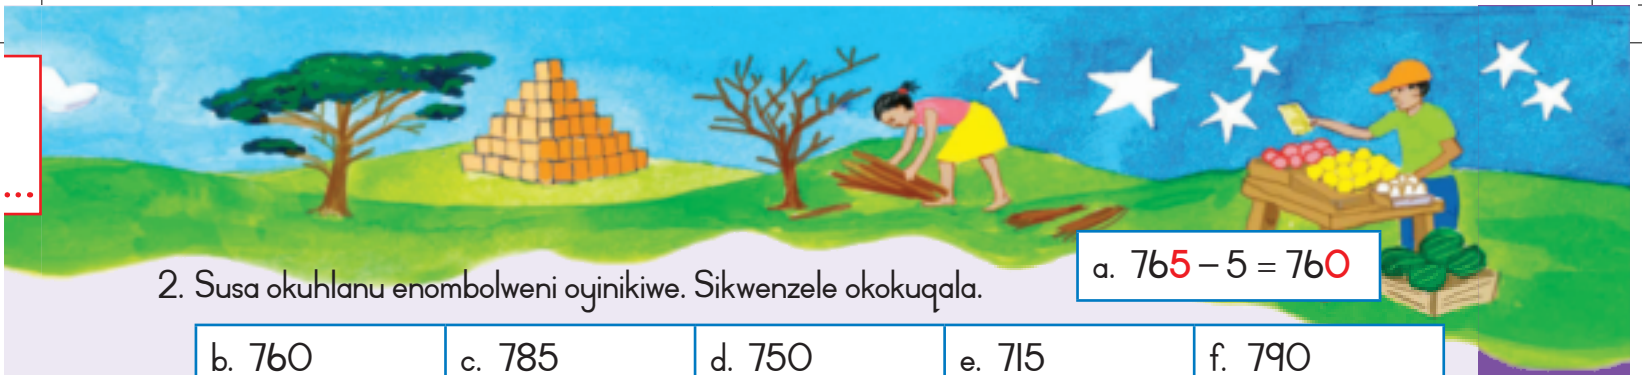 ...
2. Susa okuhlanu enombolweni oyinikiwe. Sikwenzele okokuqala.
a. 765 – 5 = 760
b. 760 c. 785 d. 750 e. 715 f. 790